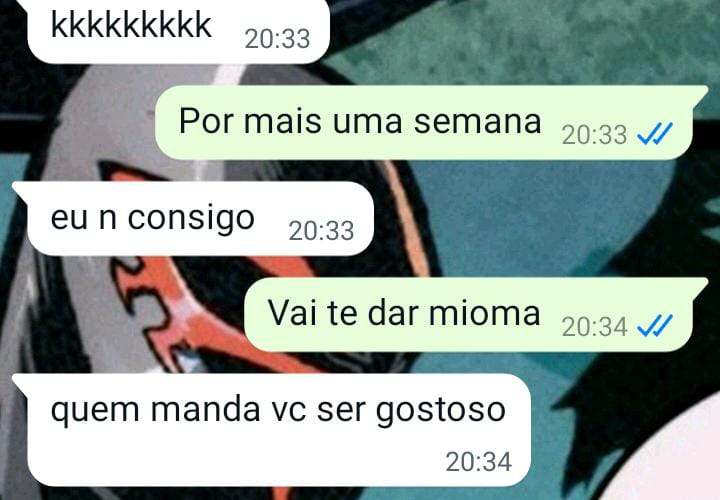 kkkkkkkkk 20:33
Por mais uma semana 20:33
eu n consigo 20:33
Vai te dar mioma 20:34
quem manda vc ser gostoso
20:34